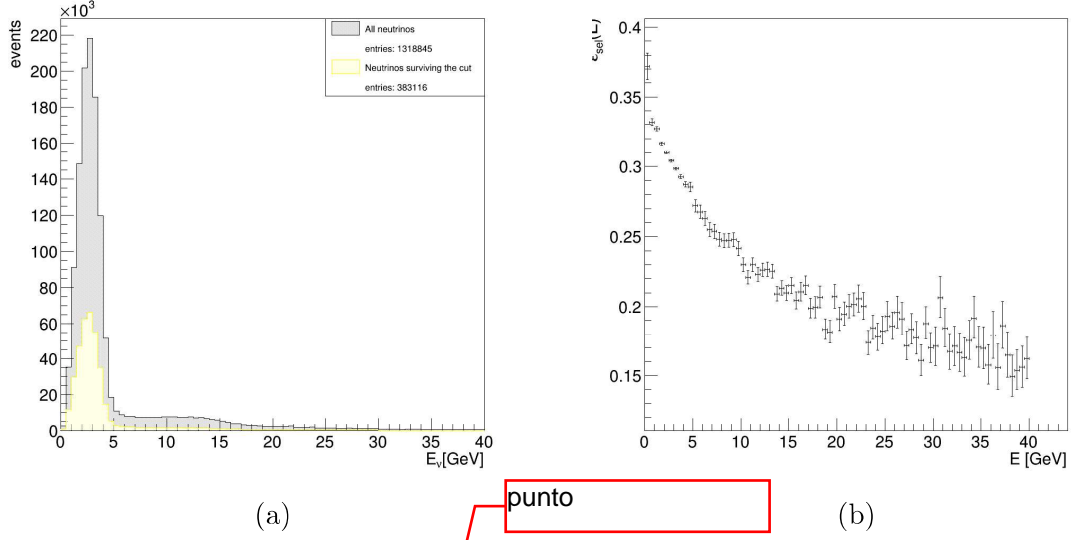 ×10³
events
220
200
180
160
140
120
100
80
60
40
20
0
0 5 10 15 20 25 30 35 40
E_ν[GeV]
All neutrinos
entries: 1318845
Neutrinos surviving the cut
entries: 383116
(a)
0.4
0.35
0.3
0.25
0.2
0.15
0 5 10 15 20 25 30 35 40
E [GeV]
(b)
punto